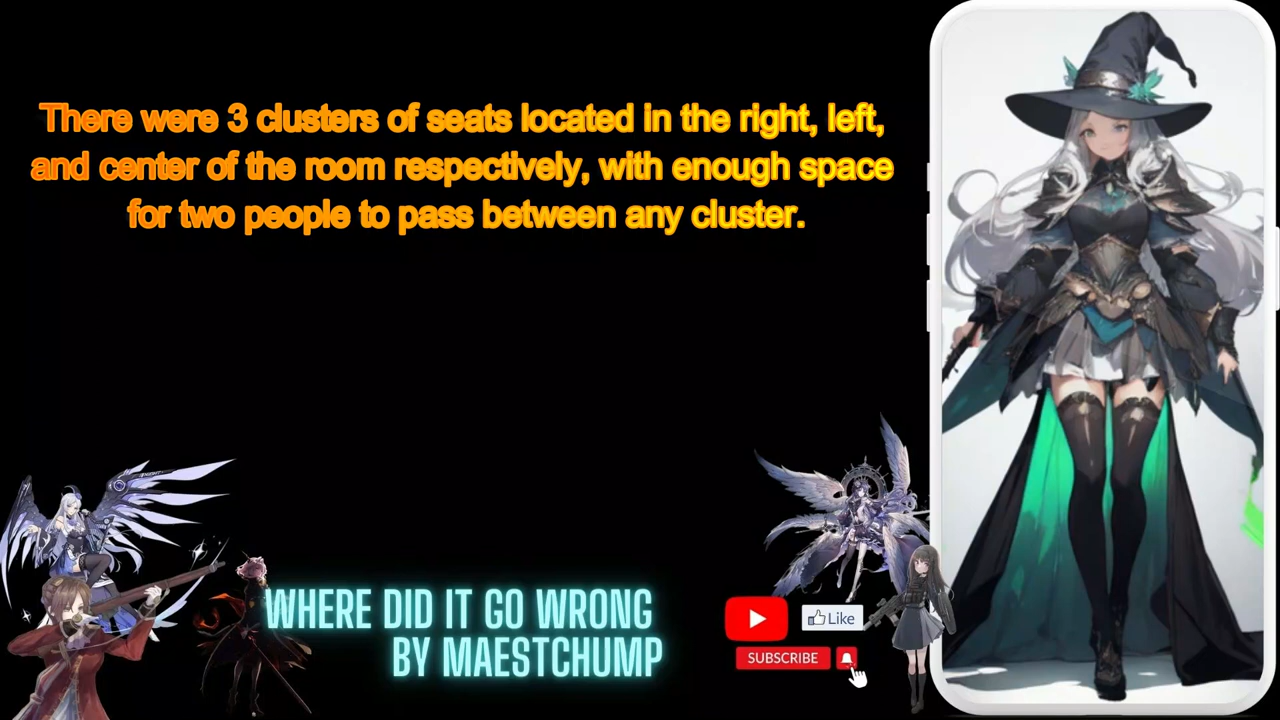 There were 3 clusters of seats located in the right, left,
and center of the room respectively, with enough space
for two people to pass between any cluster.
WHERE DID IT GO WRONG
BY MAESTCHUMP
Like
SUBSCRIBE